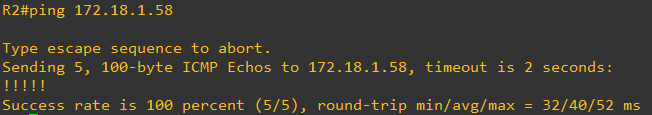 R2#ping 172.18.1.58
Type escape sequence to abort.
Sending 5, 100-byte ICMP Echos to 172.18.1.58, timeout is 2 seconds:
!!!!!
Success rate is 100 percent (5/5), round-trip min/avg/max = 32/40/52 ms